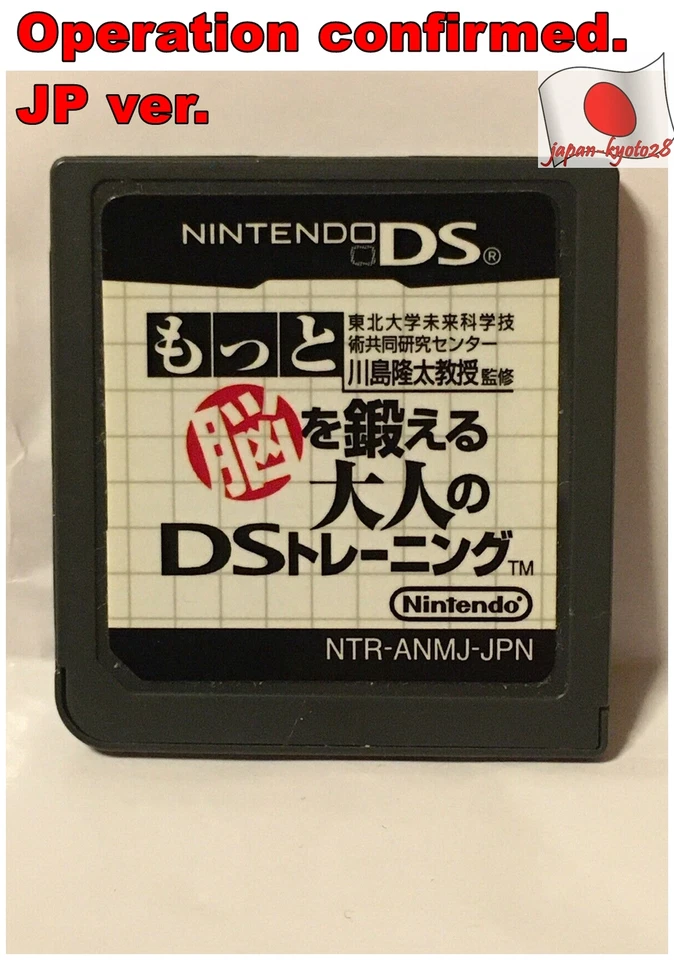 Operation confirmed.
JP ver.
japan-kyoto28
NINTENDO DS®
もっと
東北大学未来科学技
術共同研究センター
川島隆太教授監修
脳を鍛える
大人の
DSトレーニング™
Nintendo®
NTR-ANMJ-JPN